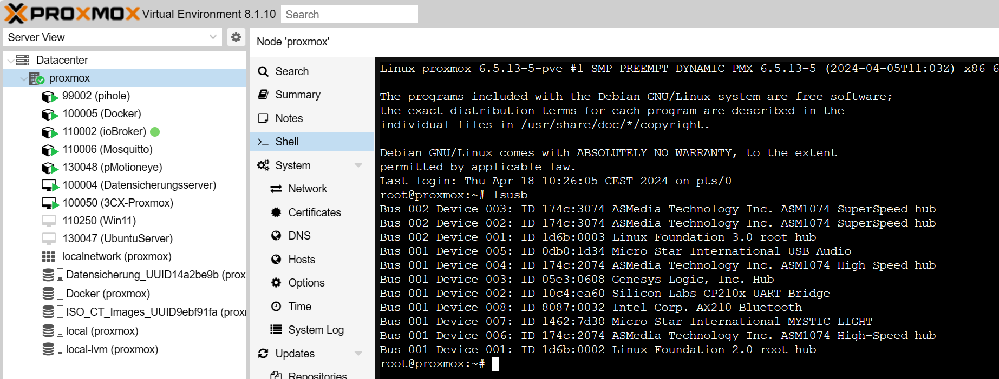 PROXMOX Virtual Environment 8.1.10 Search
Server View
Datacenter
proxmox
99002 (pihole)
100005 (Docker)
110002 (ioBroker)
110006 (Mosquitto)
130048 (pMotioneye)
100004 (Datensicherungsserver)
100050 (3CX-Proxmox)
110250 (Win11)
130047 (UbuntuServer)
localnetwork (proxmox)
Datensicherung_UUID14a2be9b (prox
Docker (proxmox)
ISO_CT_Images_UUID9ebf91fa (prox
local (proxmox)
local-lvm (proxmox)
Node 'proxmox'
Search
Summary
Notes
Shell
System
Network
Certificates
DNS
Hosts
Options
Time
System Log
Updates
Repositories
Linux proxmox 6.5.13-5-pve #1 SMP PREEMPT_DYNAMIC PMX 6.5.13-5 (2024-04-05T11:03Z) x86_6
The programs included with the Debian GNU/Linux system are free software;
the exact distribution terms for each program are described in the
individual files in /usr/share/doc/*/copyright.
Debian GNU/Linux comes with ABSOLUTELY NO WARRANTY, to the extent
permitted by applicable law.
Last login: Thu Apr 18 10:26:05 CEST 2024 on pts/0
root@proxmox:~# lsusb
Bus 002 Device 003: ID 174c:3074 ASMedia Technology Inc. ASM1074 SuperSpeed hub
Bus 002 Device 002: ID 174c:3074 ASMedia Technology Inc. ASM1074 SuperSpeed hub
Bus 002 Device 001: ID 1d6b:0003 Linux Foundation 3.0 root hub
Bus 001 Device 005: ID 0db0:1d34 Micro Star International USB Audio
Bus 001 Device 004: ID 174c:2074 ASMedia Technology Inc. ASM1074 High-Speed hub
Bus 001 Device 003: ID 05e3:0608 Genesys Logic, Inc. Hub
Bus 001 Device 002: ID 10c4:ea60 Silicon Labs CP210x UART Bridge
Bus 001 Device 008: ID 8087:0032 Intel Corp. AX210 Bluetooth
Bus 001 Device 007: ID 1462:7d38 Micro Star International MYSTIC LIGHT
Bus 001 Device 006: ID 174c:2074 ASMedia Technology Inc. ASM1074 High-Speed hub
Bus 001 Device 001: ID 1d6b:0002 Linux Foundation 2.0 root hub
root@proxmox:~#